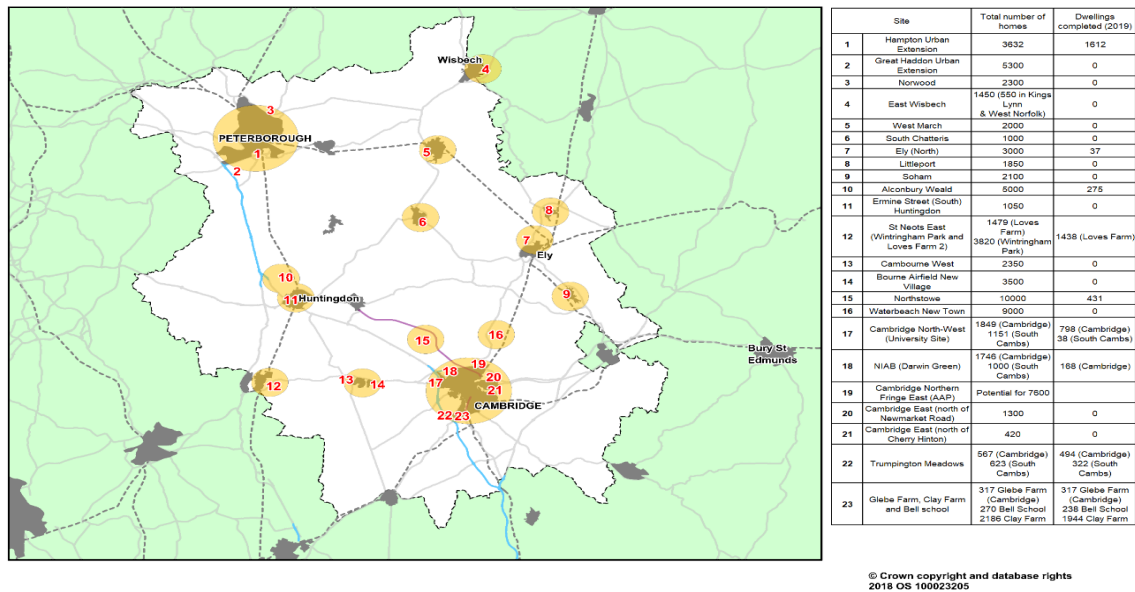 Wisbech
4
3
PETERBOROUGH
1
2
5
6
8
7
Ely
10
11
Huntingdon
9
15
16
Bury St
Edmunds
12
13
14
19
18
20
17
21
CAMBRIDGE
22
23
Site
Total number of
homes
Dwellings
completed (2019)
1
Hampton Urban
Extension
3632
1612
2
Great Haddon Urban
Extension
5300
0
3
Norwood
2300
0
4
East Wisbech
1450 (550 in Kings
Lynn
& West Norfolk)
0
5
West March
2000
0
6
South Chatteris
1000
0
7
Ely (North)
3000
37
8
Littleport
1850
0
9
Soham
2100
0
10
Alconbury Weald
5000
275
11
Ermine Street (South)
Huntingdon
1050
0
12
St Neots East
(Wintringham Park and
Loves Farm 2)
1479 (Loves
Farm)
3820 (Wintringham
Park)
1438 (Loves Farm)
13
Cambourne West
2350
0
14
Bourne Airfield New
Village
3500
0
15
Northstowe
10000
431
16
Waterbeach New Town
9000
0
17
Cambridge North-West
(University Site)
1849 (Cambridge)
1151 (South
Cambs)
798 (Cambridge)
38 (South Cambs)
18
NIAB (Darwin Green)
1746 (Cambridge)
1000 (South
Cambs)
168 (Cambridge)
19
Cambridge Northern
Fringe East (AAP)
Potential for 7600
20
Cambridge East (north of
Newmarket Road)
1300
0
21
Cambridge East (north of
Cherry Hinton)
420
0
22
Trumpington Meadows
567 (Cambridge)
623 (South
Cambs)
494 (Cambridge)
322 (South
Cambs)
23
Glebe Farm, Clay Farm
and Bell school
317 Glebe Farm
(Cambridge)
270 Bell School
2186 Clay Farm
317 Glebe Farm
(Cambridge)
238 Bell School
1944 Clay Farm
© Crown copyright and database rights
2018 OS 100023205